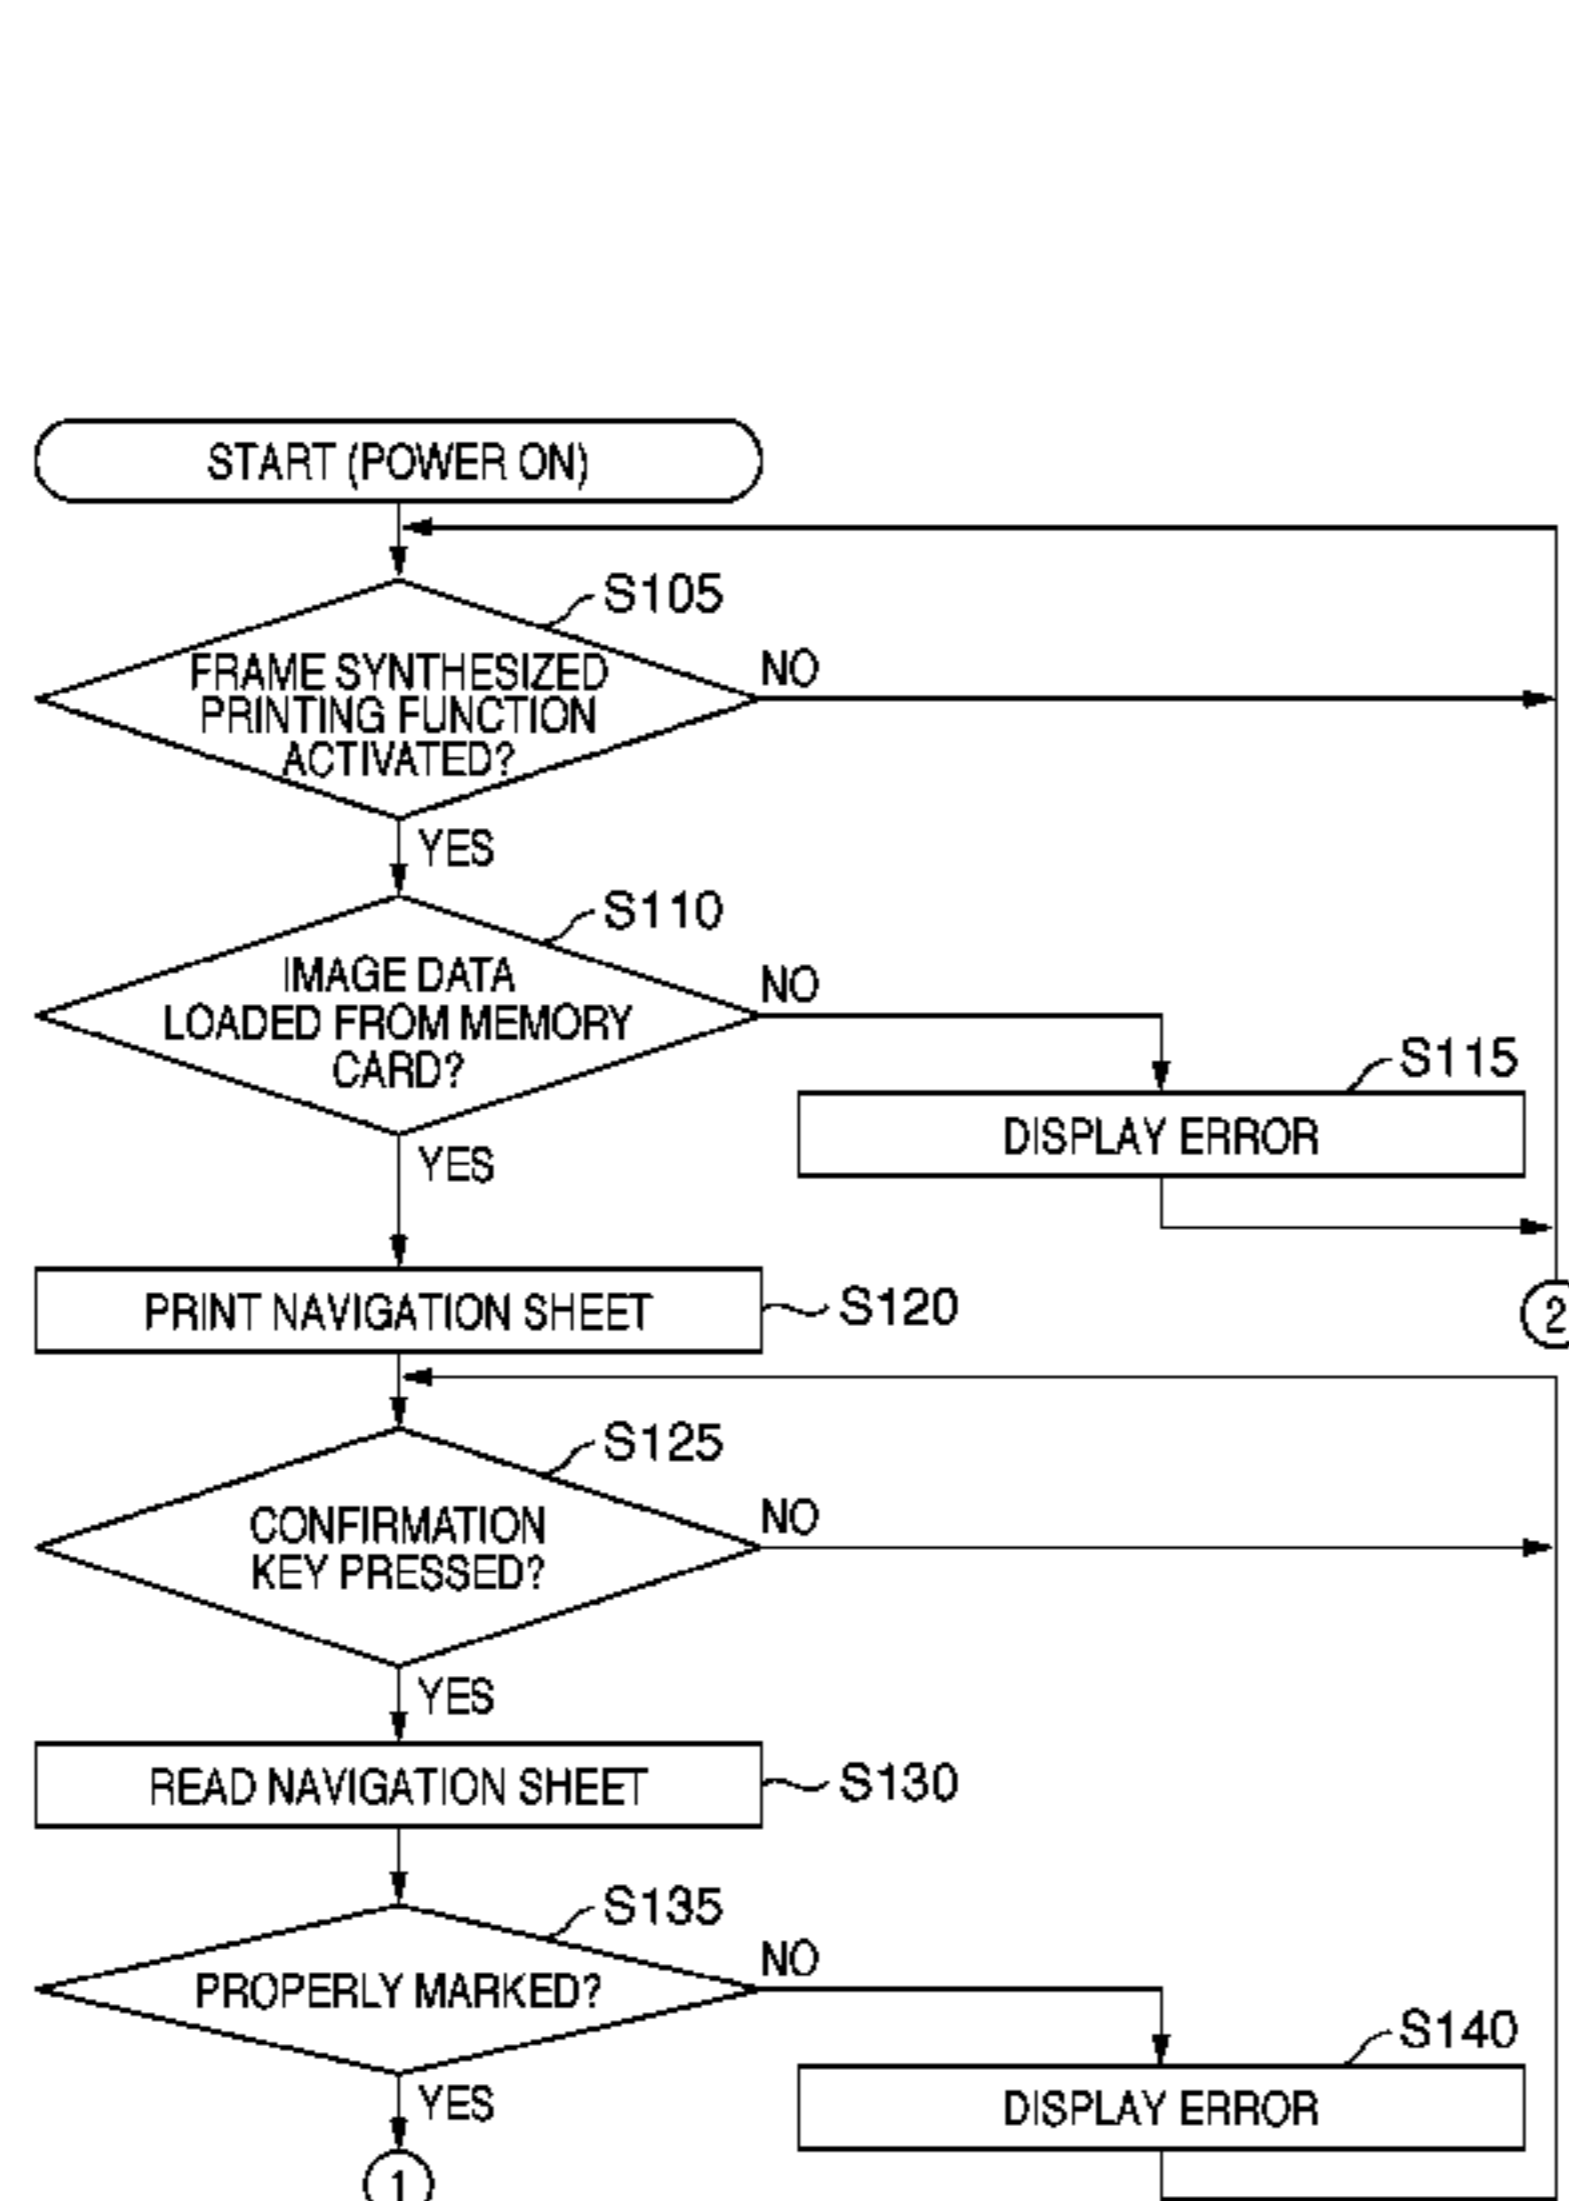 START (POWER ON)
S105
FRAME SYNTHESIZED
PRINTING FUNCTION
ACTIVATED?
NO
YES
S110
IMAGE DATA
LOADED FROM MEMORY
CARD?
NO
YES
S115
DISPLAY ERROR
PRINT NAVIGATION SHEET
S120
2
S125
CONFIRMATION
KEY PRESSED?
NO
YES
READ NAVIGATION SHEET
S130
S135
PROPERLY MARKED?
NO
YES
S140
DISPLAY ERROR
1